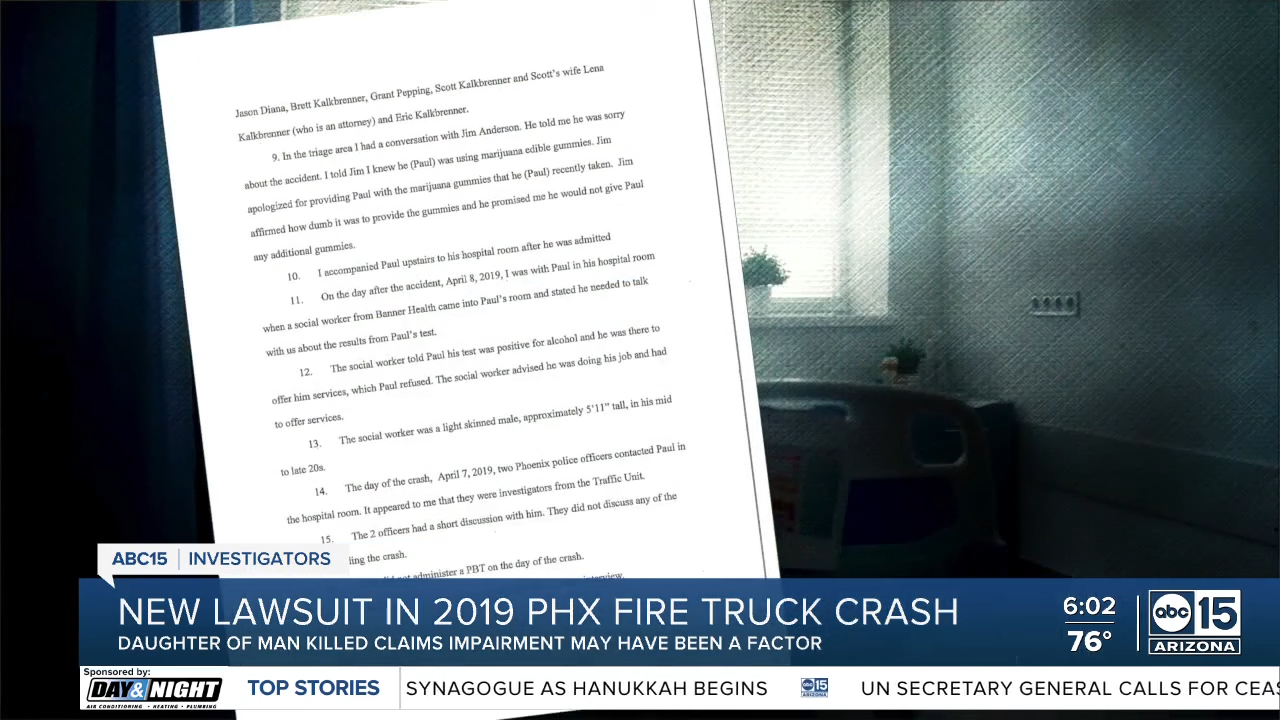 Jason Diana, Brett Kalkbrenner, Grant Pepping, Scott Kalkbrenner and Scott's wife Lena
Kalkbrenner (who is an attorney) and Eric Kalkbrenner.
9. In the triage area I had a conversation with Jim Anderson. He told me he was sorry
about the accident. I told Jim I knew he (Paul) was using marijuana edible gummies. Jim
apologized for providing Paul with the marijuana gummies that he (Paul) recently taken. Jim
affirmed how dumb it was to provide the gummies and he promised me he would not give Paul
any additional gummies.
10. I accompanied Paul upstairs to his hospital room after he was admitted
11. On the day after the accident, April 8, 2019, I was with Paul in his hospital room
when a social worker from Banner Health came into Paul's room and stated he needed to talk
with us about the results from Paul's test.
12. The social worker told Paul his test was positive for alcohol and he was there to
offer him services, which Paul refused. The social worker advised he was doing his job and had
to offer services.
13. The social worker was a light skinned male, approximately 5'11" tall, in his mid
to late 20s.
14. The day of the crash, April 7, 2019, two Phoenix police officers contacted Paul in
the hospital room. It appeared to me that they were investigators from the Traffic Unit.
15. The 2 officers had a short discussion with him. They did not discuss any of the
ding the crash.
not administer a PBT on the day of the crash.
interview.
ABC15 | INVESTIGATORS
NEW LAWSUIT IN 2019 PHX FIRE TRUCK CRASH
DAUGHTER OF MAN KILLED CLAIMS IMPAIRMENT MAY HAVE BEEN A FACTOR
6:02
76°
abc 15
ARIZONA
Sponsored by:
DAY & NIGHT
AIR CONDITIONING • HEATING • PLUMBING
TOP STORIES
SYNAGOGUE AS HANUKKAH BEGINS
abc 15
ARIZONA
UN SECRETARY GENERAL CALLS FOR CEAS